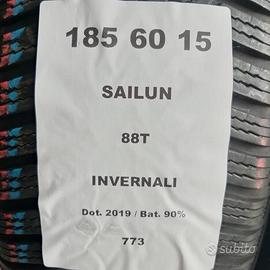 185 60 15
SAILUN
88T
INVERNALI
Dot. 2019 / Bat. 90%
773
subito